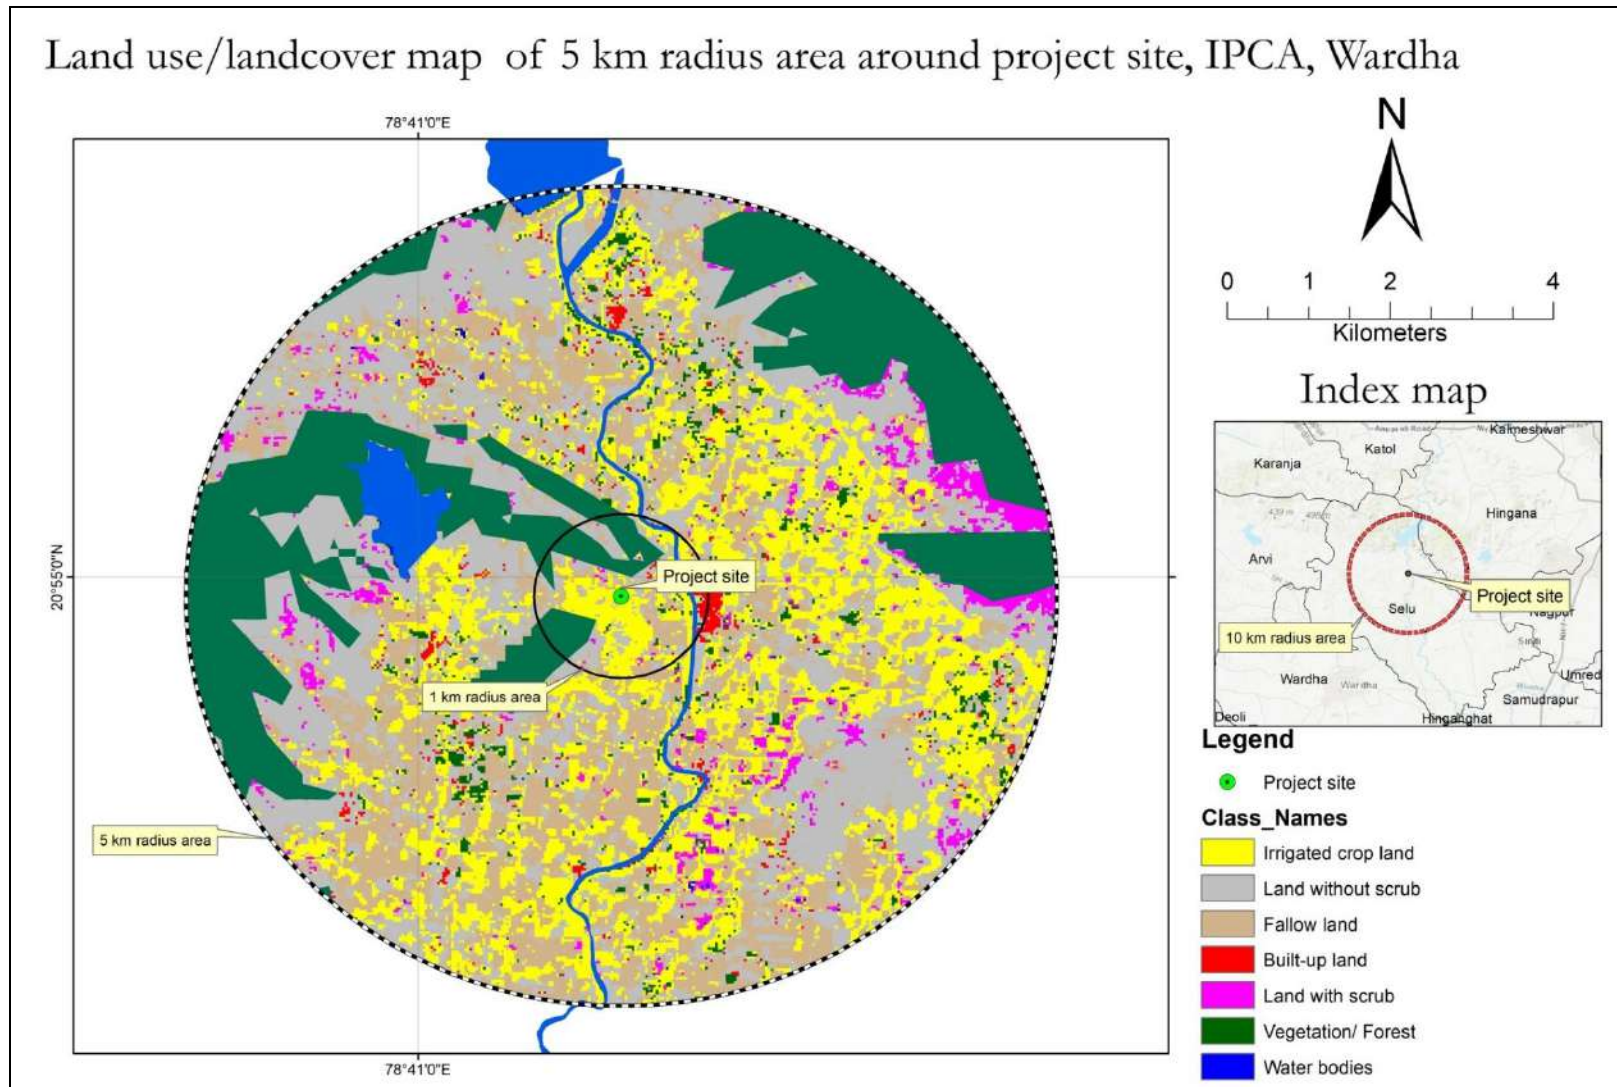 Land use/landcover map of 5 km radius area around project site, IPCA, Wardha
78°41'0"E
N
0 1 2 4
Kilometers
Index map
Kalmeshwar
Katol
Karanja
Hingana
Arvi
Project site
Selu
Nagpur
10 km radius area
Wardha
Wardha
Umred
Samudrapur
Deoli
Hinganghat
20°55'0"N
Project site
1 km radius area
5 km radius area
78°41'0"E
Legend
Project site
Class_Names
Irrigated crop land
Land without scrub
Fallow land
Built-up land
Land with scrub
Vegetation/ Forest
Water bodies